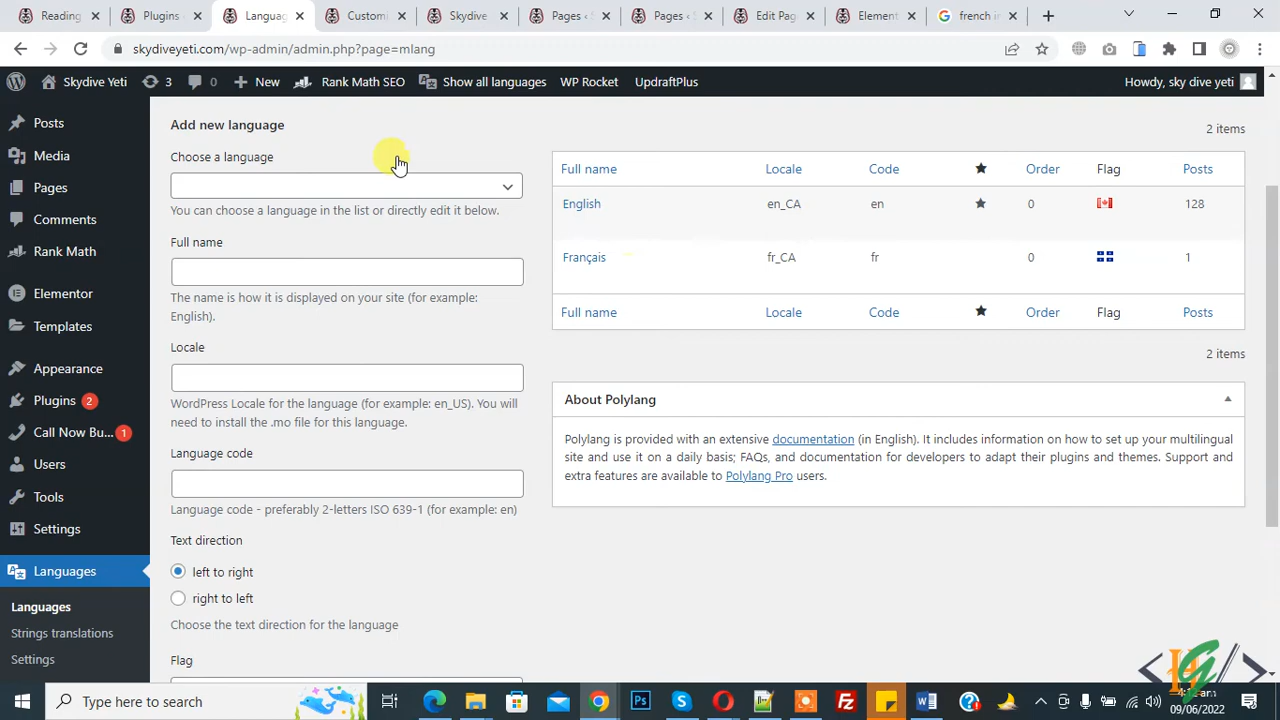 Reading
Plugins
Languag
Customi
Skydive
Pages ‹ S
Pages ‹ S
Edit Pag
Element
french in
skydiveyeti.com/wp-admin/admin.php?page=mlang
Skydive Yeti
3
0
New
Rank Math SEO
Show all languages
WP Rocket
UpdraftPlus
Howdy, sky dive yeti
Posts
Media
Pages
Comments
Rank Math
Elementor
Templates
Appearance
Plugins 2
Call Now Bu... 1
Users
Tools
Settings
Languages
Languages
Strings translations
Settings
Add new language
Choose a language
You can choose a language in the list or directly edit it below.
Full name
The name is how it is displayed on your site (for example:
English).
Locale
WordPress Locale for the language (for example: en_US). You will
need to install the .mo file for this language.
Language code
Language code - preferably 2-letters ISO 639-1 (for example: en)
Text direction
left to right
right to left
Choose the text direction for the language
Flag
2 items
Full name Locale Code ★ Order Flag Posts
English en_CA en ★ 0 128
Français fr_CA fr 0 1
Full name Locale Code ★ Order Flag Posts
2 items
About Polylang
Polylang is provided with an extensive documentation (in English). It includes information on how to set up your multilingual
site and use it on a daily basis; FAQs, and documentation for developers to adapt their plugins and themes. Support and
extra features are available to Polylang Pro users.
Type here to search
09/06/2022